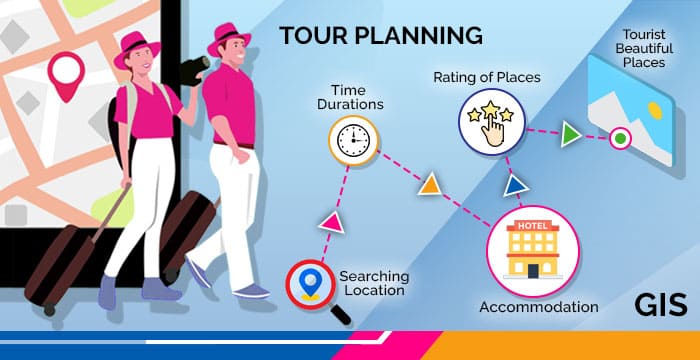 TOUR PLANNING
Time
Durations
Rating of Places
Tourist
Beautiful
Places
Searching
Location
HOTEL
Accommodation
GIS